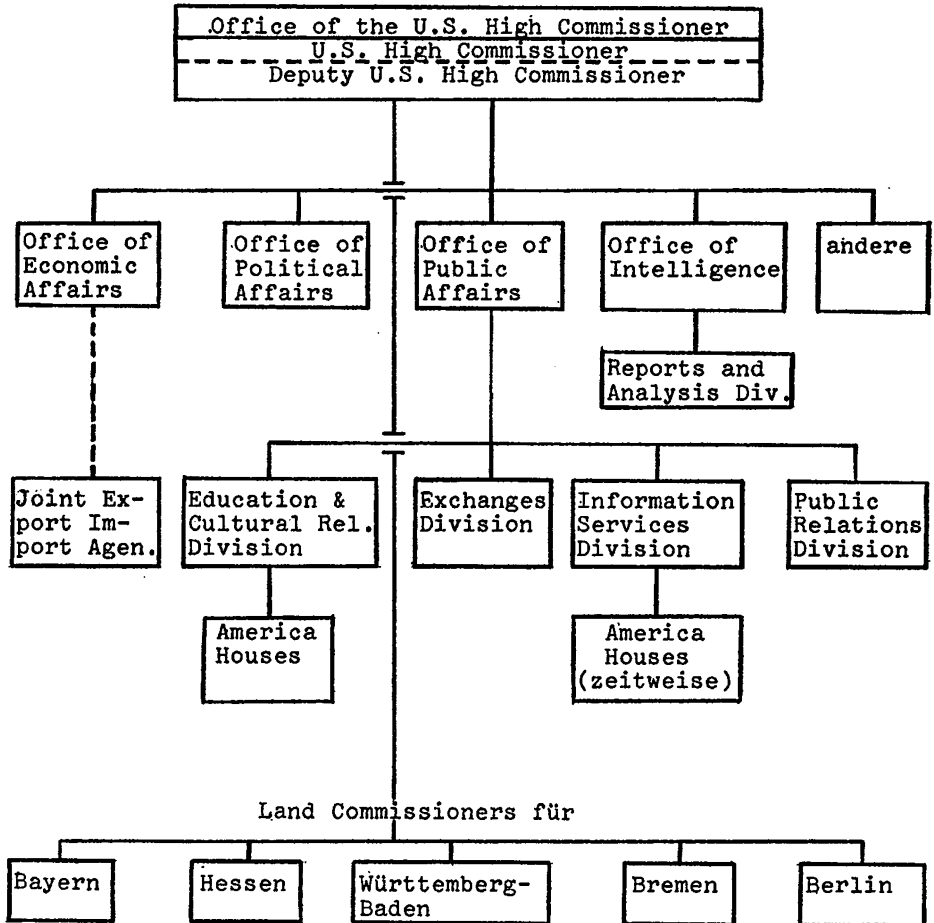 Office of the U.S. High Commissioner
U.S. High Commissioner
Deputy U.S. High Commissioner
Office of
Economic
Affairs
Office of
Political
Affairs
Office of
Public
Affairs
Office of
Intelligence
andere
Reports and
Analysis Div.
Joint Ex-
port Im-
port Agen.
Education &
Cultural Rel.
Division
Exchanges
Division
Information
Services
Division
Public
Relations
Division
America
Houses
America
Houses
(zeitweise)
Land Commissioners für
Bayern
Hessen
Württemberg-
Baden
Bremen
Berlin